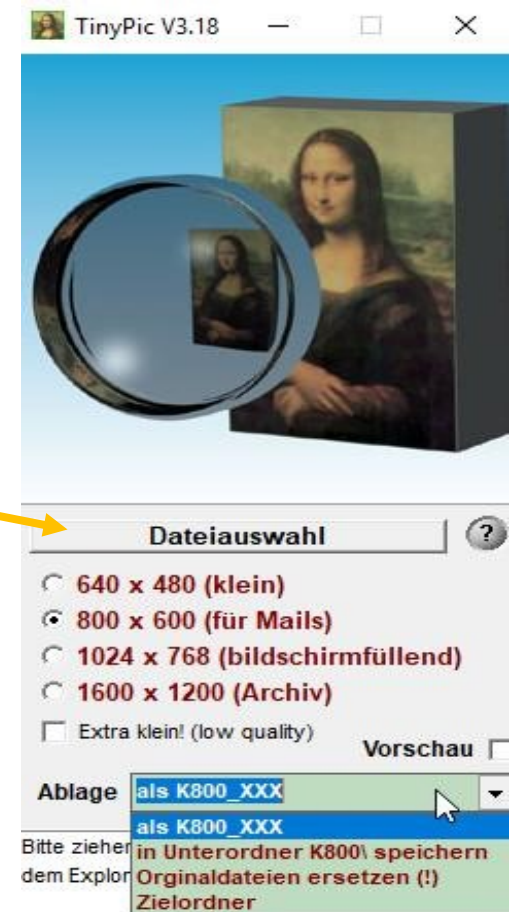 TinyPic V3.18
Dateiauswahl
?
640 x 480 (klein)
800 x 600 (für Mails)
1024 x 768 (bildschirmfüllend)
1600 x 1200 (Archiv)
Extra klein! (low quality)
Vorschau
Ablage als K800_XXX
als K800_XXX
Bitte ziehen
in Unterordner K800\ speichern
dem Explor
Orginaldateien ersetzen (!)
Zielordner